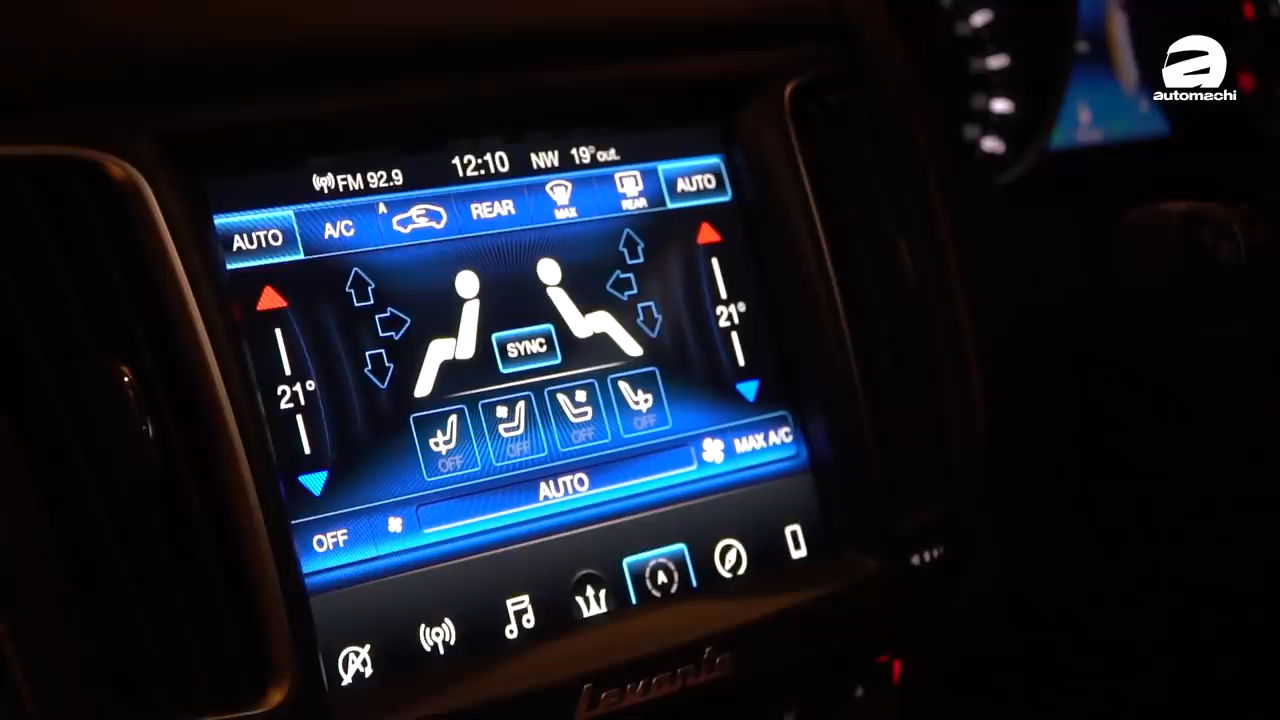 automachi
FM 92.9 12:10 NW 19° out.
AUTO A/C A REAR MAX REAR AUTO
21°
21°
SYNC
OFF OFF OFF OFF
MAX A/C
AUTO
OFF
A
A
Levante